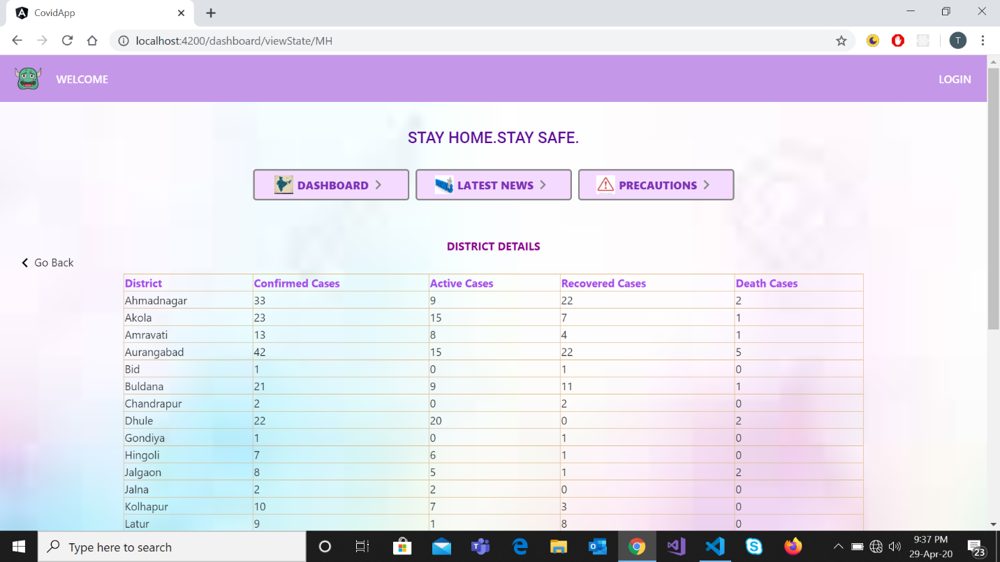 CovidApp
localhost:4200/dashboard/viewState/MH
T
WELCOME LOGIN
STAY HOME.STAY SAFE.
DASHBOARD LATEST NEWS PRECAUTIONS
DISTRICT DETAILS
Go Back
District Confirmed Cases Active Cases Recovered Cases Death Cases
Ahmadnagar 33 9 22 2
Akola 23 15 7 1
Amravati 13 8 4 1
Aurangabad 42 15 22 5
Bid 1 0 1 0
Buldana 21 9 11 1
Chandrapur 2 0 2 0
Dhule 22 20 0 2
Gondiya 1 0 1 0
Hingoli 7 6 1 0
Jalgaon 8 5 1 2
Jalna 2 2 0 0
Kolhapur 10 7 3 0
Latur 9 1 8 0
Type here to search
9:37 PM
29-Apr-20
23